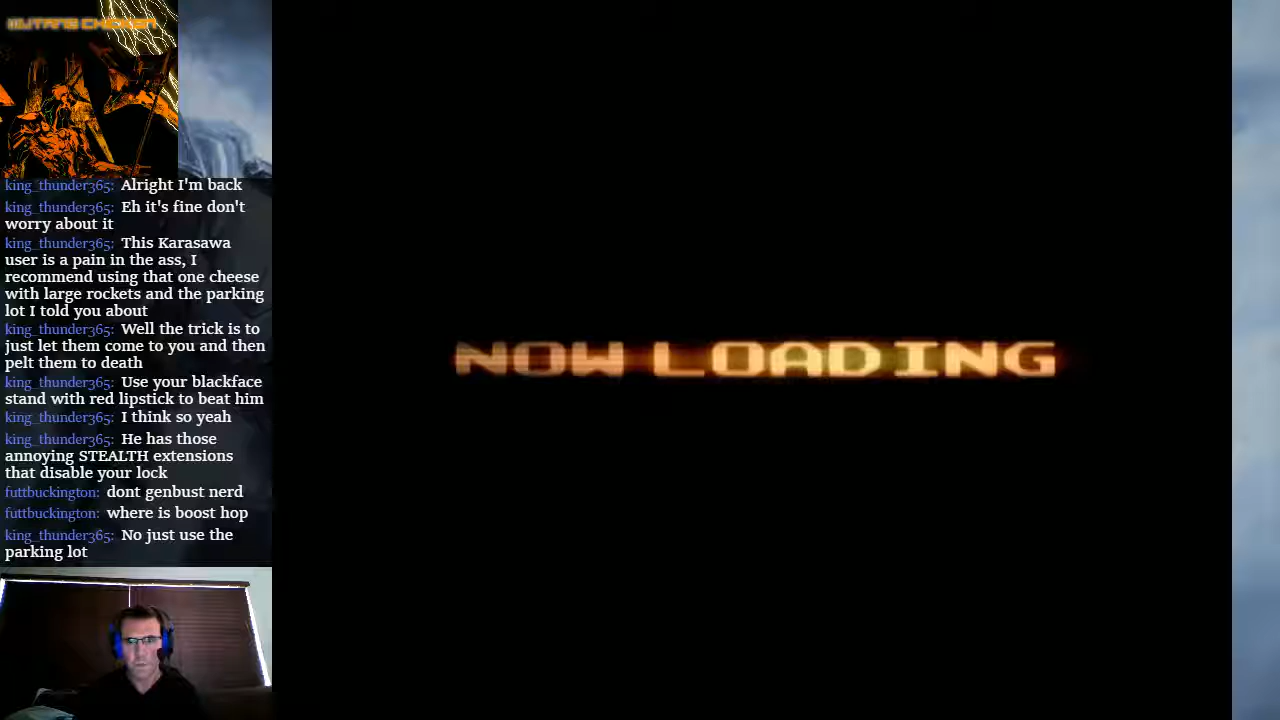 MUTANT CHICKEN
king_thunder365: Alright I'm back
king_thunder365: Eh it's fine don't
worry about it
king_thunder365: This Karasawa
user is a pain in the ass, I
recommend using that one cheese
with large rockets and the parking
lot I told you about
king_thunder365: Well the trick is to
just let them come to you and then
pelt them to death
king_thunder365: Use your blackface
stand with red lipstick to beat him
king_thunder365: I think so yeah
king_thunder365: He has those
annoying STEALTH extensions
that disable your lock
futtbuckington: dont genbust nerd
futtbuckington: where is boost hop
king_thunder365: No just use the
parking lot
NOW LOADING